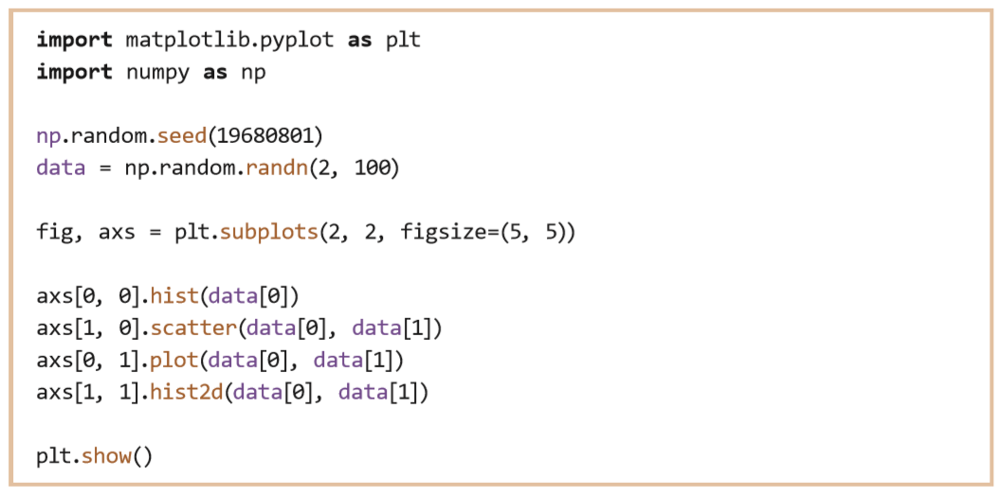 import matplotlib.pyplot as plt
import numpy as np

np.random.seed(19680801)
data = np.random.randn(2, 100)

fig, axs = plt.subplots(2, 2, figsize=(5, 5))

axs[0, 0].hist(data[0])
axs[1, 0].scatter(data[0], data[1])
axs[0, 1].plot(data[0], data[1])
axs[1, 1].hist2d(data[0], data[1])

plt.show()